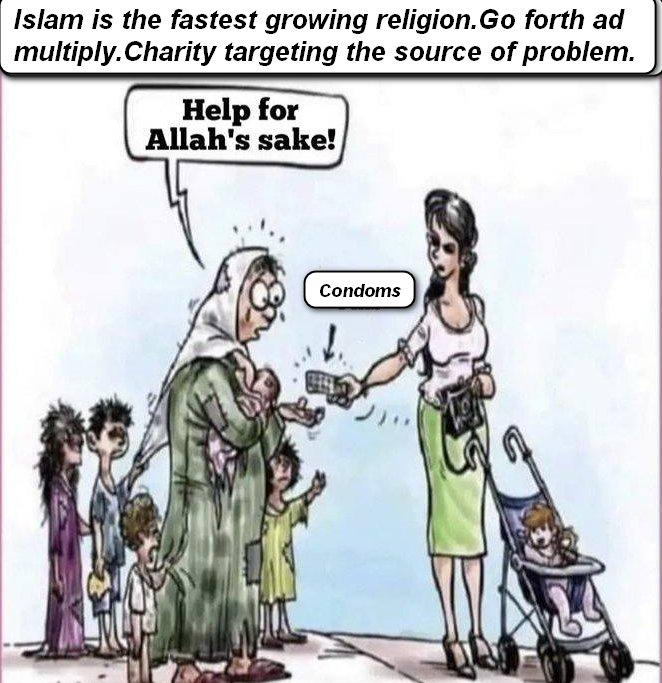 Islam is the fastest growing religion.Go forth ad
multiply.Charity targeting the source of problem.
Help for
Allah's sake!
Condoms